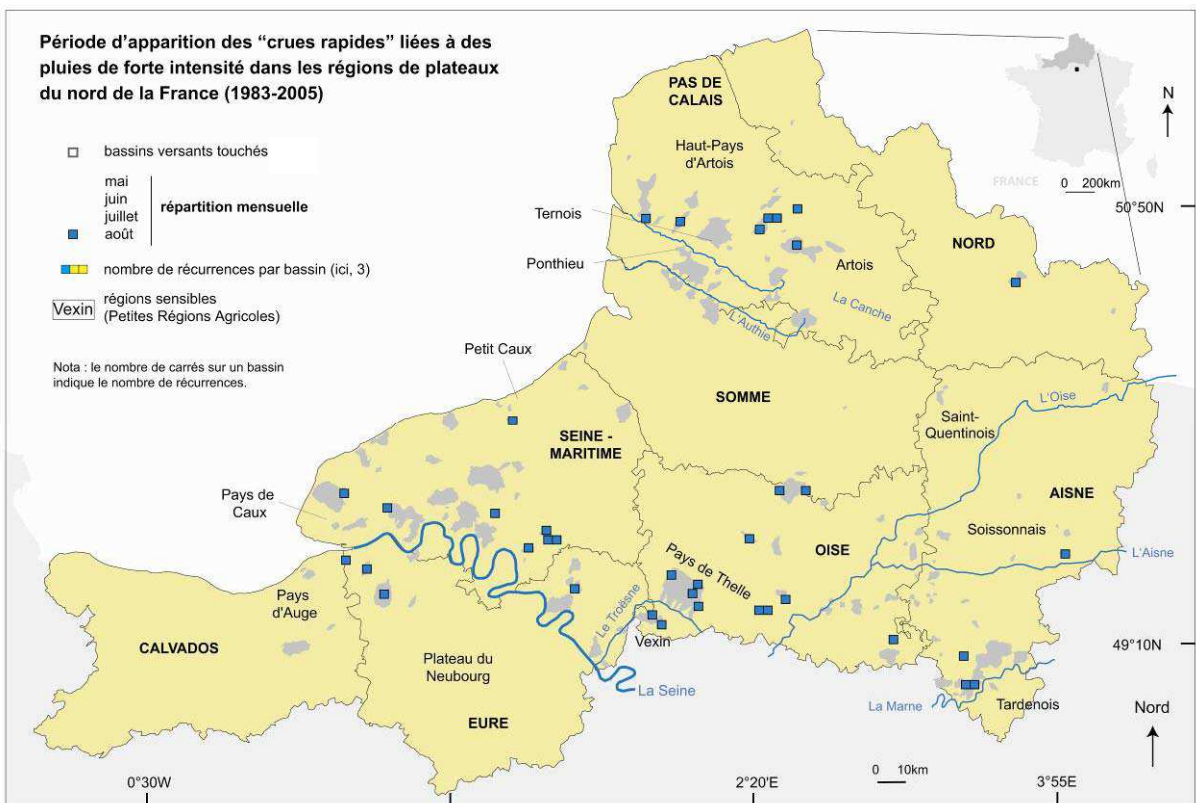 Période d'apparition des “crues rapides” liées à des
pluies de forte intensité dans les régions de plateaux
du nord de la France (1983-2005)
bassins versants touchés
mai
juin
juillet
août
répartition mensuelle
nombre de récurrences par bassin (ici, 3)
Vexin
régions sensibles
(Petites Régions Agricoles)
Nota : le nombre de carrés sur un bassin
indique le nombre de récurrences.
FRANCE
0 200km
N
50°50N
PAS DE
CALAIS
Haut-Pays
d'Artois
Ternois
Ponthieu
Artois
La Canche
L'Authie
NORD
Petit Caux
SOMME
L'Oise
Saint-
Quentinois
SEINE -
MARITIME
AISNE
Pays de
Caux
Soissonnais
L'Aisne
OISE
Pays de Thelle
Pays
d'Auge
Le Troësne
Vexin
CALVADOS
49°10N
Plateau du
Neubourg
La Seine
La Marne
Tardenois
Nord
EURE
0 10km
0°30W
2°20'E
3°55E